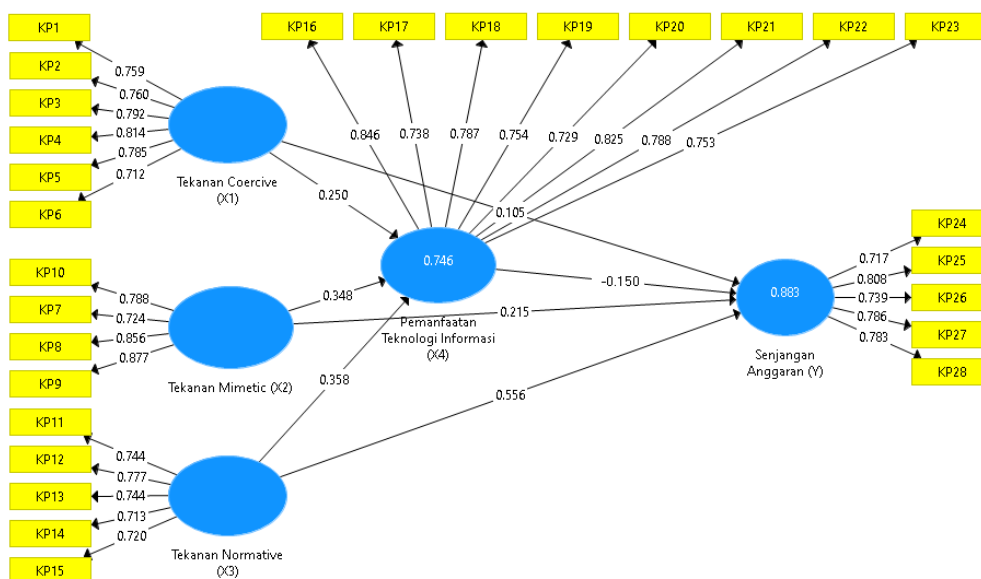 KP1
KP2
KP3
KP4
KP5
KP6
0.759
0.760
0.792
0.814
0.785
0.712
Tekanan Coercive
(X1)
KP16
KP17
KP18
KP19
KP20
KP21
KP22
KP23
0.846
0.738
0.787
0.754
0.729
0.825
0.788
0.753
0.250
0.105
KP10
KP7
KP8
KP9
0.788
0.724
0.856
0.877
Tekanan Mimetic (X2)
0.348
0.215
0.746
Pemanfaatan
Teknologi Informasi
(X4)
-0.150
0.358
0.556
KP11
KP12
KP13
KP14
KP15
0.744
0.777
0.744
0.713
0.720
Tekanan Normative
(X3)
0.883
Senjangan
Anggaran (Y)
0.717
0.808
0.739
0.786
0.783
KP24
KP25
KP26
KP27
KP28